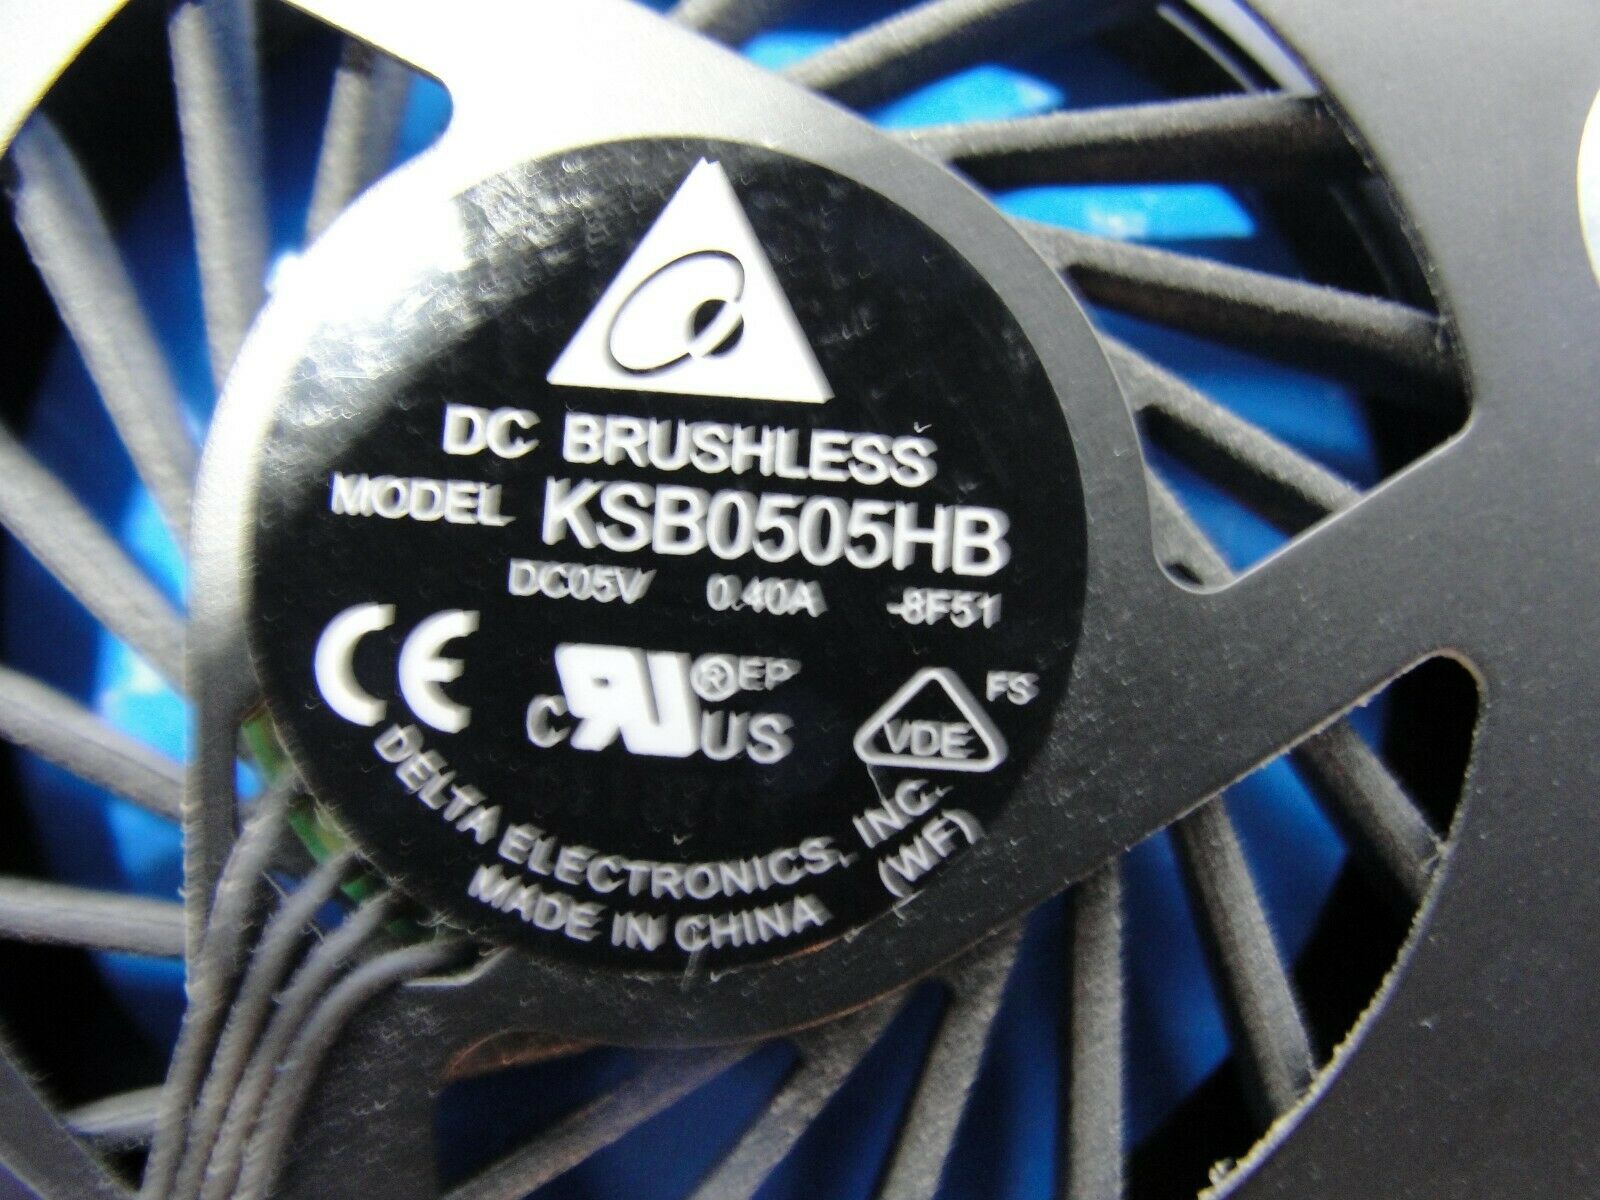 DC BRUSHLESS
MODEL KSB0505HB
DC05V 0.40A -8F51
CE
C RU ® EP US
VDE FS
DELTA ELECTRONICS, INC.
MADE IN CHINA (WF)